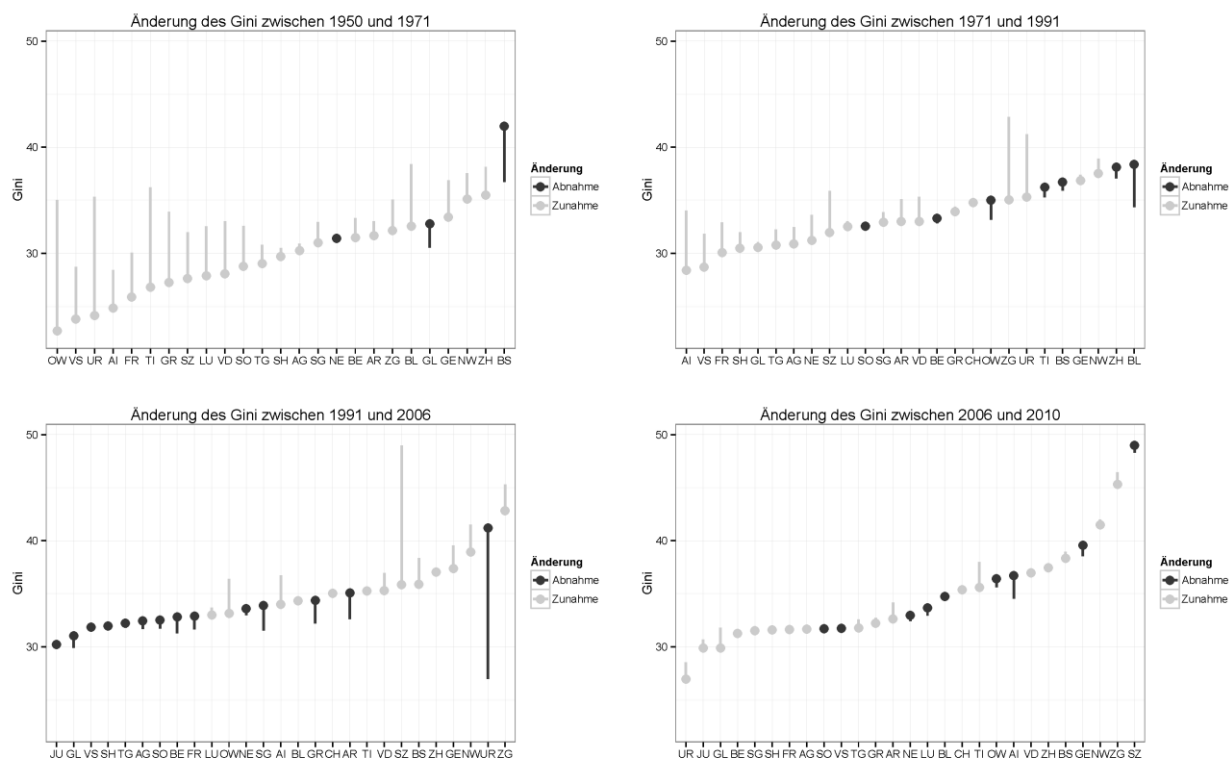 Änderung des Gini zwischen 1950 und 1971
50
40
30
Gini
OW VS UR AI FR TI GR SZ LU VD SO TG SH AG SG NE BE AR ZG BL GL GE NW ZH BS
Änderung
Abnahme
Zunahme
Änderung des Gini zwischen 1971 und 1991
50
40
30
Gini
AI VS FR SH GL TG AG NE SZ LU SO SG AR VD BE GR CH OW ZG UR TI BS GE NW ZH BL
Änderung
Abnahme
Zunahme
Änderung des Gini zwischen 1991 und 2006
50
40
30
Gini
JU GL VS SH TG AG SO BE FR LU OW NE SG AI BL GR CH AR TI VD SZ BS ZH GE NW UR ZG
Änderung
Abnahme
Zunahme
Änderung des Gini zwischen 2006 und 2010
50
40
30
Gini
UR JU GL BE SG SH FR AG SO VS TG GR AR NE LU BL CH TI OW AI VD ZH BS GE NW ZG SZ
Änderung
Abnahme
Zunahme